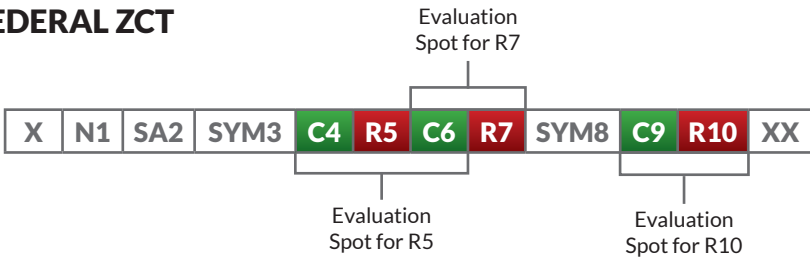 EDERAL ZCT
Evaluation
Spot for R7
X N1 SA2 SYM3 C4 R5 C6 R7 SYM8 C9 R10 XX
Evaluation
Spot for R5
Evaluation
Spot for R10